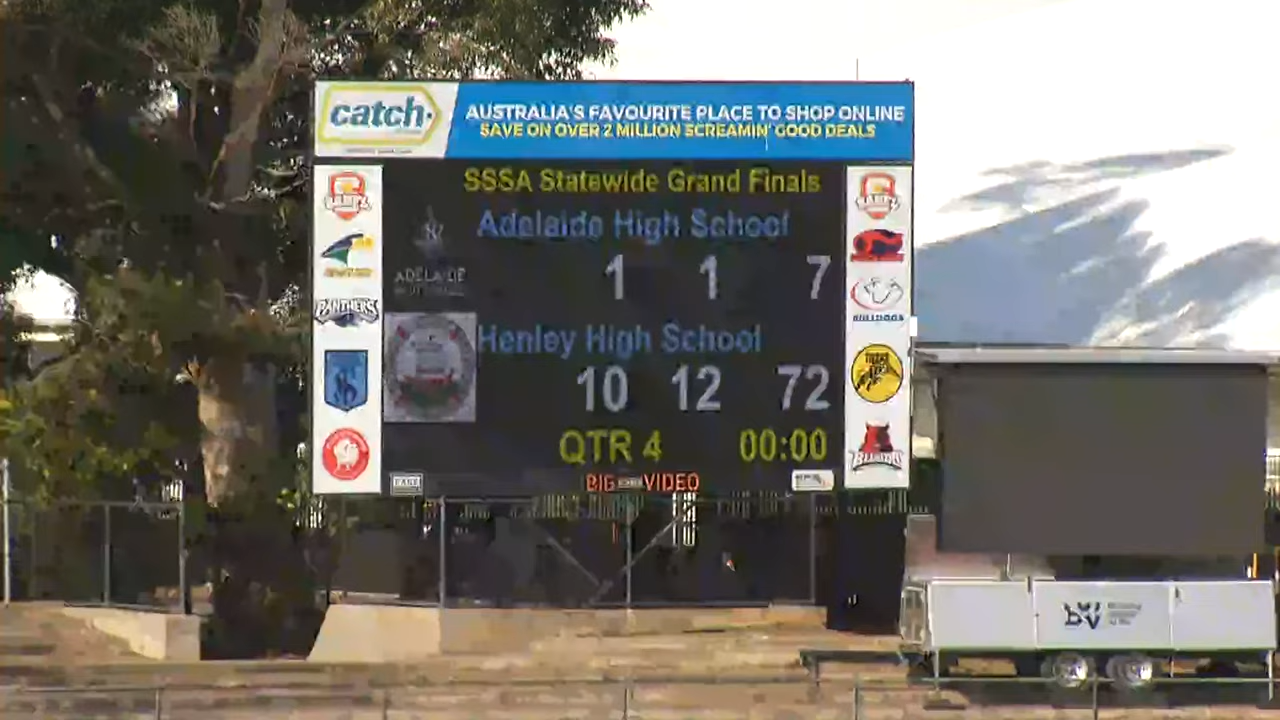 catch.
AUSTRALIA'S FAVOURITE PLACE TO SHOP ONLINE
SAVE ON OVER 2 MILLION SCREAMIN' GOOD DEALS
SSSA Statewide Grand Finals
Adelaide High School
ADELAIDE
1 1 7
Henley High School
10 12 72
QTR 4 00:00
BIG VIDEO
PANTHERS
BULLDOGS